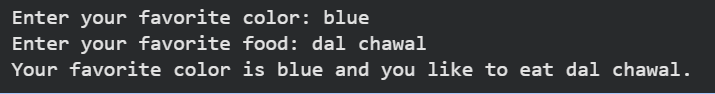 Enter your favorite color: blue
Enter your favorite food: dal chawal
Your favorite color is blue and you like to eat dal chawal.